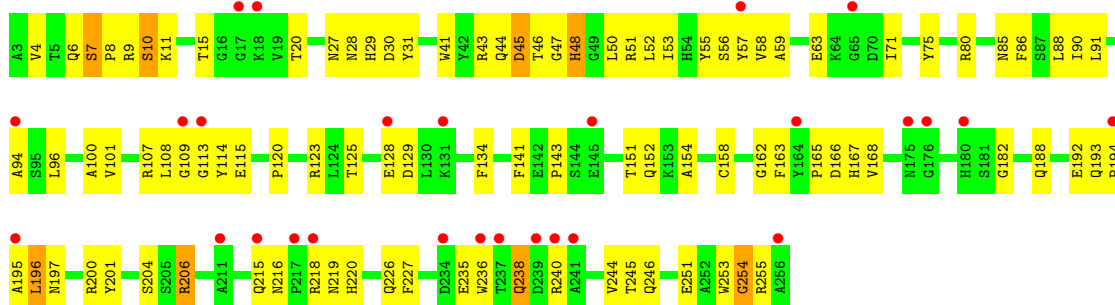 A3 V4 T5 Q6 S7 P8 R9 S10 K11 T15 G16 G17 K18 V19 T20 N27 N28 H29 D30 Y31 W41 Y42 R43 Q44 D45 T46 G47 H48 G49 L50 R51 L52 I53 H54 Y55 S56 Y57 V58 A59 E63 K64 G65 D70 I71 Y75 R80 N85 F86 S87 L88 I90 L91
A94 S95 L96 A100 V101 R107 L108 G109 G113 Y114 E115 P120 R123 L124 T125 E128 D129 L130 K131 F134 F141 E142 P143 S144 E145 T151 Q152 K153 A154 C158 G162 F163 Y164 P165 D166 H167 V168 N175 G176 H180 S181 G182 Q188 E192 Q193 R194
A195 L196 N197 R200 Y201 S204 S205 R206 A211 Q215 N216 P217 R218 N219 H220 Q226 F227 D234 E235 W236 T237 Q238 D239 R240 A241 V244 T245 Q246 E251 A252 W253 G254 R255 A256